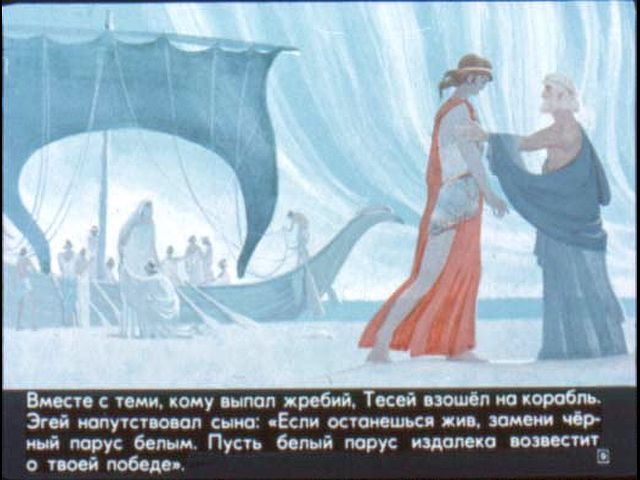 Вместе с теми, кому выпал жребий, Тесей взошёл на корабль.
Эгей напутствовал сына: «Если останешься жив, замени чёр-
ный парус белым. Пусть белый парус издалека возвестит
о твоей победе».
9